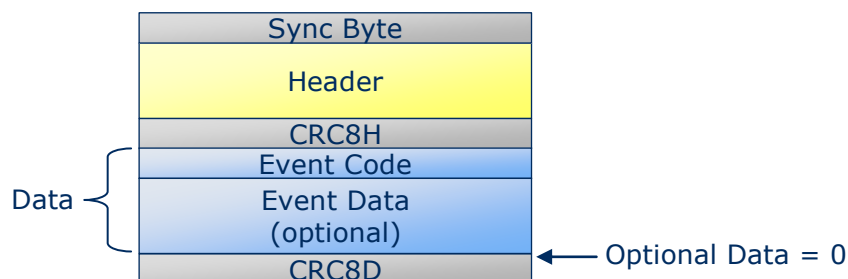 Sync Byte
Header
CRC8H
Event Code
Data
Event Data
(optional)
Optional Data = 0
CRC8D